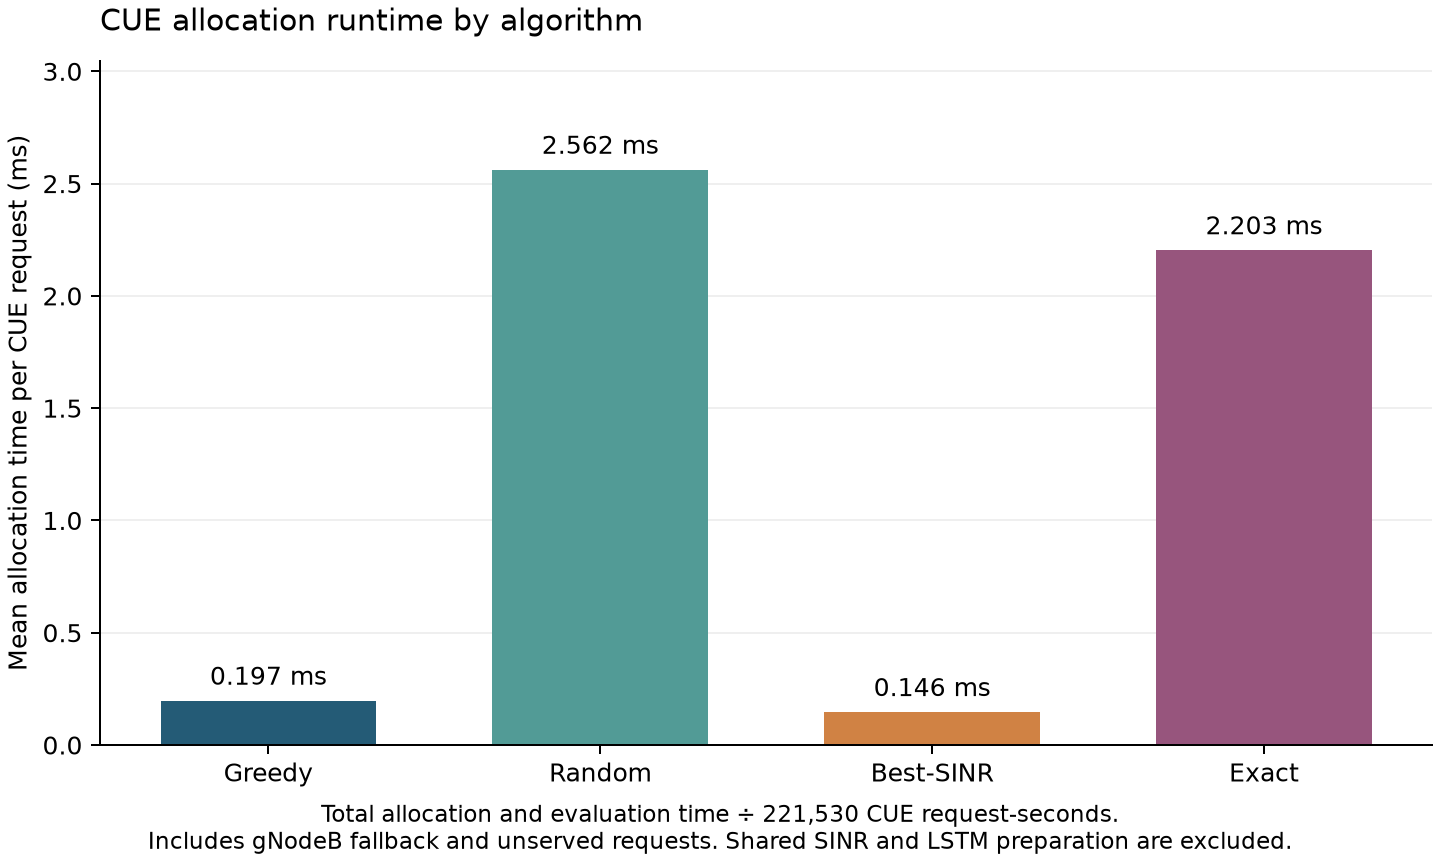 CUE allocation runtime by algorithm
Mean allocation time per CUE request (ms)
3.0
2.5
2.0
1.5
1.0
0.5
0.0
0.197 ms
2.562 ms
0.146 ms
2.203 ms
Greedy
Random
Best-SINR
Exact
Total allocation and evaluation time ÷ 221,530 CUE request-seconds.
Includes gNodeB fallback and unserved requests. Shared SINR and LSTM preparation are excluded.